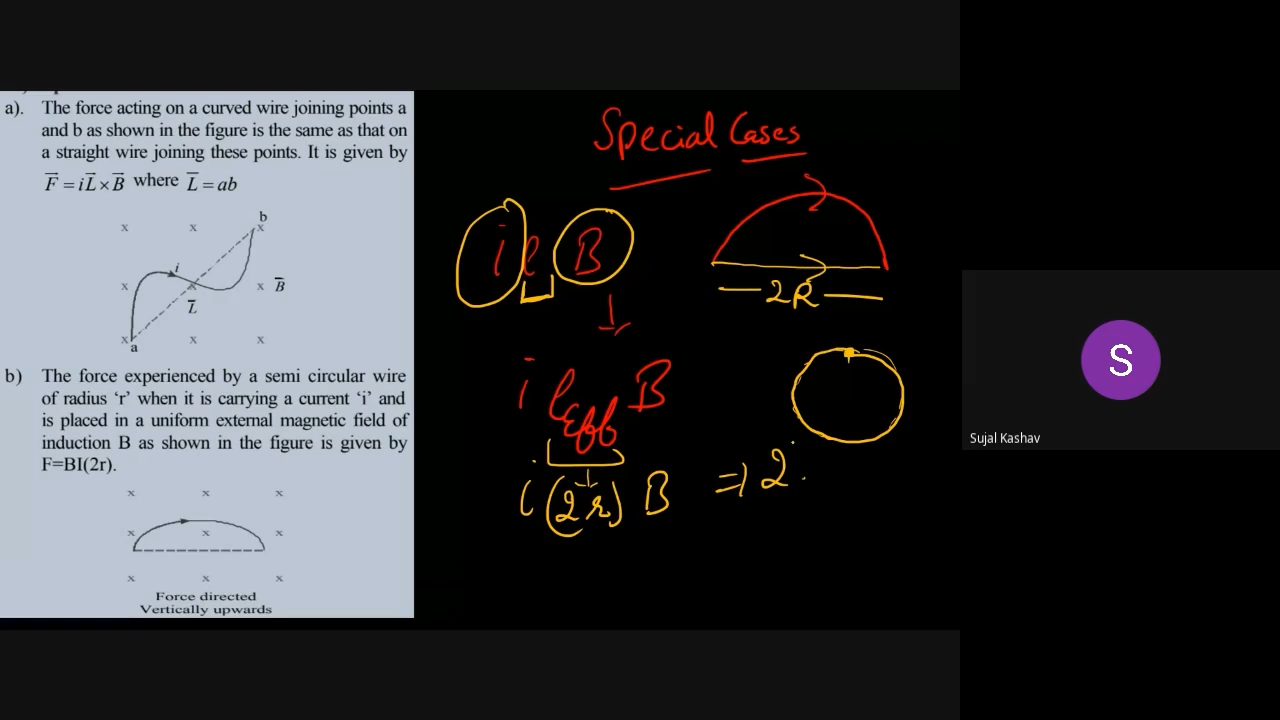 a). The force acting on a curved wire joining points a
and b as shown in the figure is the same as that on
a straight wire joining these points. It is given by
F⃗ = iL⃗ × B⃗ where L̅ = ab
x x b
x
i
x x x B̅
L̅
x x x
a
b) The force experienced by a semi circular wire
of radius ‘r’ when it is carrying a current ‘i’ and
is placed in a uniform external magnetic field of
induction B as shown in the figure is given by
F=BI(2r).
x x x
x x x
x x x
Force directed
Vertically upwards
Special Cases
i l B
2R
i l eff B
i (2r) B ⇒ 2
S
Sujal Kashav